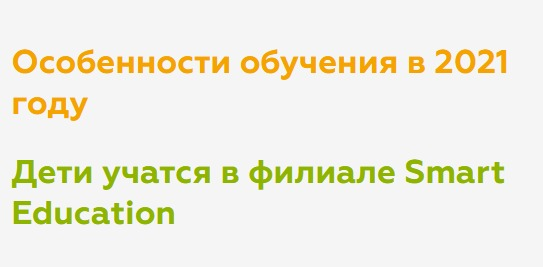 Особенности обучения в 2021
году
Дети учатся в филиале Smart
Education